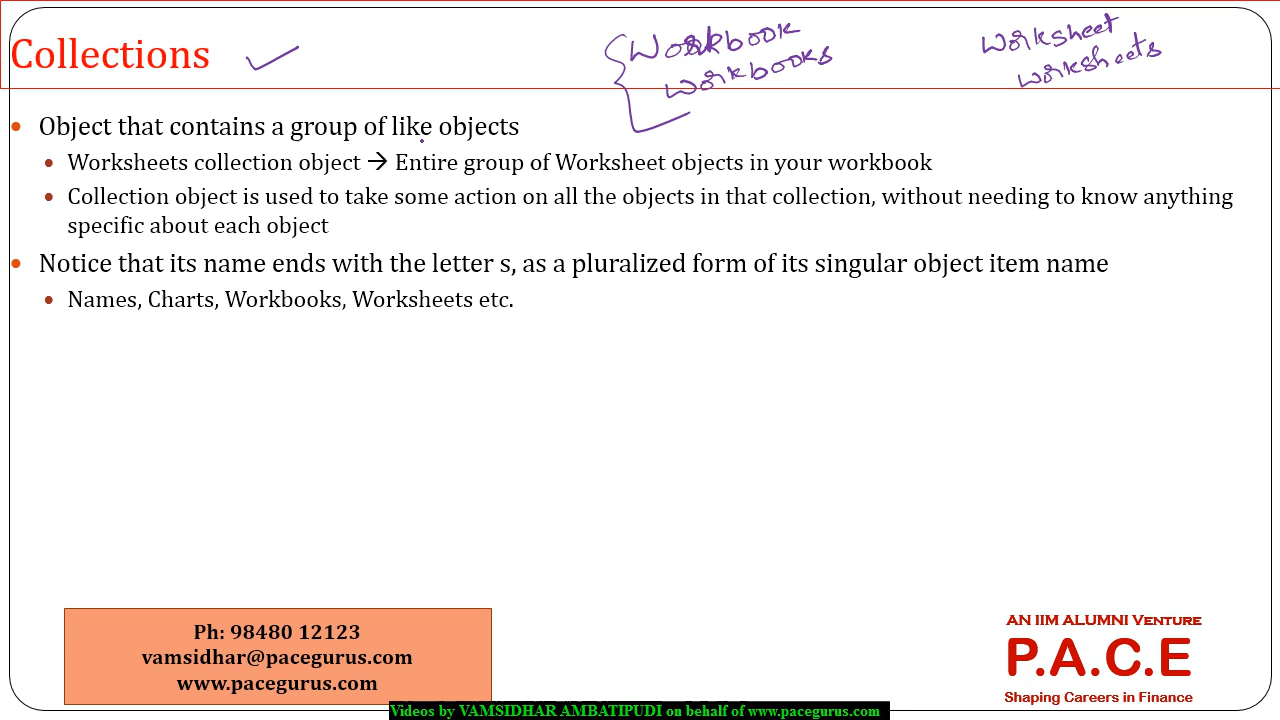 Collections
Workbook
Workbooks
Worksheet
Worksheets
• Object that contains a group of like objects
• Worksheets collection object → Entire group of Worksheet objects in your workbook
• Collection object is used to take some action on all the objects in that collection, without needing to know anything
specific about each object
• Notice that its name ends with the letter s, as a pluralized form of its singular object item name
• Names, Charts, Workbooks, Worksheets etc.
Ph: 98480 12123
vamsidhar@pacegurus.com
www.pacegurus.com
AN IIM ALUMNI VENTURE
P.A.C.E
Shaping Careers in Finance
Videos by VAMSIDHAR AMBATIPUDI on behalf of www.pacegurus.com